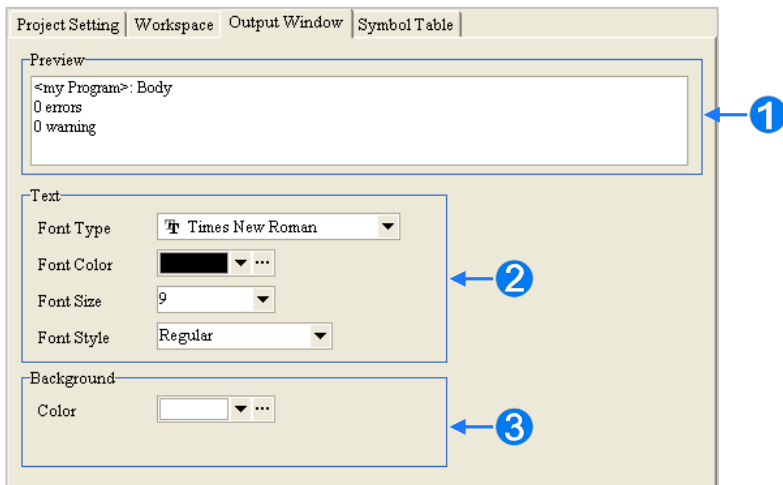 Project Setting Workspace Output Window Symbol Table
Preview
<my Program>: Body
0 errors
0 warning
1
Text
Font Type Times New Roman
Font Color
Font Size 9
Font Style Regular
2
Background
Color
3